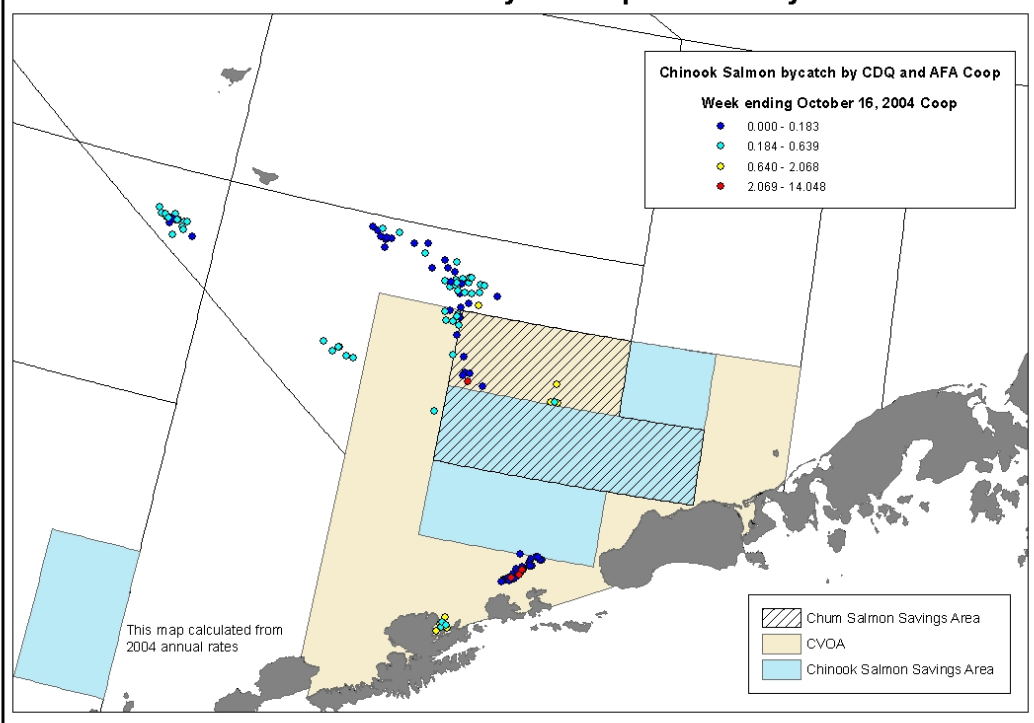 Chinook Salmon bycatch by CDQ and AFA Coop
Week ending October 16, 2004 Coop
0.000 - 0.183
0.184 - 0.639
0.640 - 2.068
2.069 - 14.048
This map calculated from
2004 annual rates
Chum Salmon Savings Area
CVOA
Chinook Salmon Savings Area